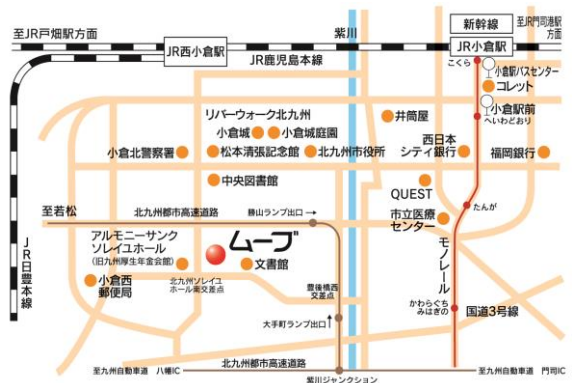 新幹線
至JR門司港駅
方面
至JR戸畑駅方面
JR西小倉駅
紫川
JR小倉駅
JR鹿児島本線
こくら
小倉駅バスセンター
コレット
小倉駅前
へいわどおり
リバーウォーク北九州
井筒屋
小倉城
小倉城庭園
西日本
シティ銀行
福岡銀行
小倉北警察署
松本清張記念館
北九州市役所
中央図書館
QUEST
至若松
北九州都市高速道路
勝山ランプ出口→
市立医療
センター
たんが
アルモニーサンク
ソレイユホール
(旧九州厚生年金会館)
ムーブ
文書館
モノレール
JR日豊本線
小倉西
郵便局
北九州ソレイユ
ホール南交差点
豊後橋西
交差点
かわらぐち
みはぎの
国道3号線
大手町ランプ出口↑
至九州自動車道 八幡IC
北九州都市高速道路
至九州自動車道 門司IC
紫川ジャンクション